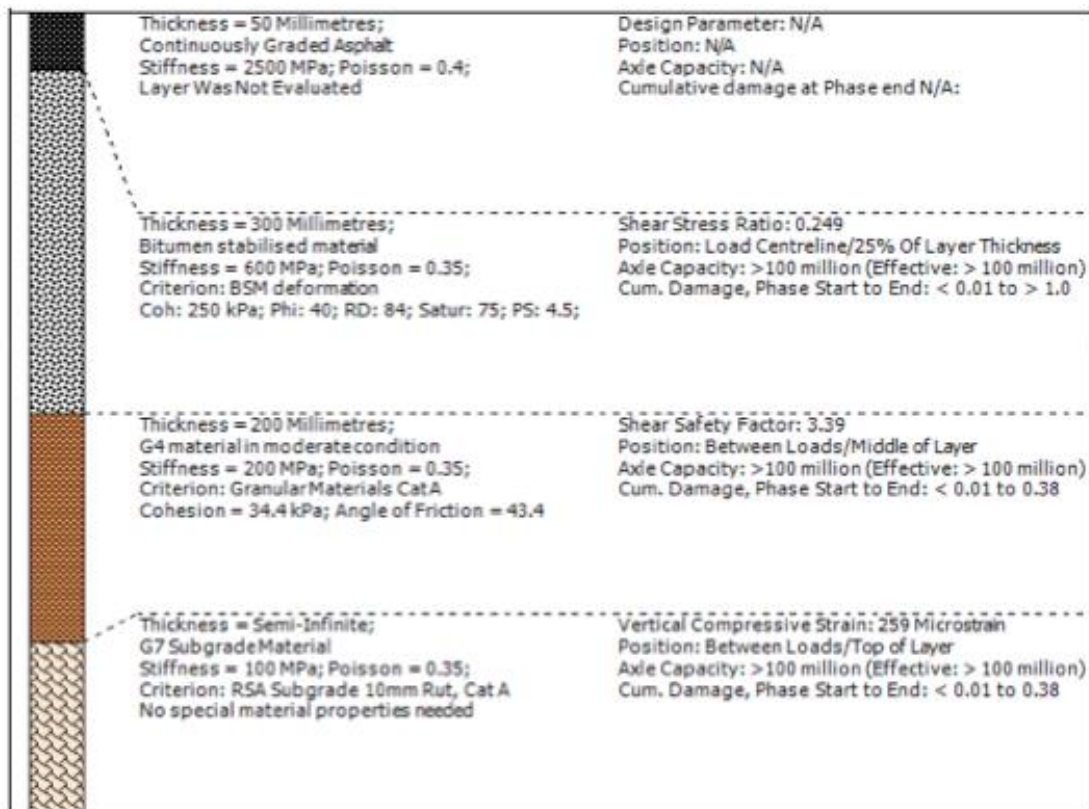 Thickness = 50 Millimetres;
Continuously Graded Asphalt
Stiffness = 2500 MPa; Poisson = 0.4;
Layer Was Not Evaluated
Design Parameter: N/A
Position: N/A
Axle Capacity: N/A
Cumulative damage at Phase end N/A:
Thickness = 300 Millimetres;
Bitumen stabilised material
Stiffness = 600 MPa; Poisson = 0.35;
Criterion: BSM deformation
Coh: 250 kPa; Phi: 40; RD: 84; Satur: 75; PS: 4.5;
Shear Stress Ratio: 0.249
Position: Load Centreline/25% Of Layer Thickness
Axle Capacity: >100 million (Effective: > 100 million)
Cum. Damage, Phase Start to End: < 0.01 to > 1.0
Thickness = 200 Millimetres;
G4 material in moderate condition
Stiffness = 200 MPa; Poisson = 0.35;
Criterion: Granular Materials Cat A
Cohesion = 34.4 kPa; Angle of Friction = 43.4
Shear Safety Factor: 3.39
Position: Between Loads/Middle of Layer
Axle Capacity: >100 million (Effective: > 100 million)
Cum. Damage, Phase Start to End: < 0.01 to 0.38
Thickness = Semi-Infinite;
G7 Subgrade Material
Stiffness = 100 MPa; Poisson = 0.35;
Criterion: RSA Subgrade 10mm Rut, Cat A
No special material properties needed
Vertical Compressive Strain: 259 Microstrain
Position: Between Loads/Top of Layer
Axle Capacity: >100 million (Effective: > 100 million)
Cum. Damage, Phase Start to End: < 0.01 to 0.38